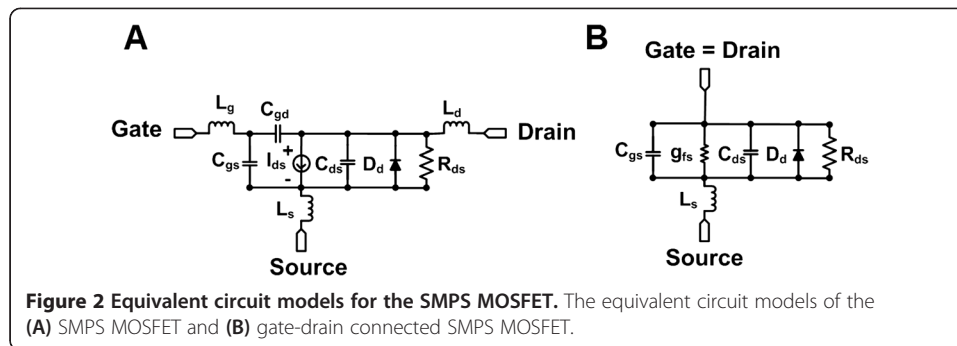 A
B
Gate = Drain
Lg
Cgd
Ld
Gate
Drain
Cgs
+
Ids
-
Cds
Dd
Rds
Ls
Source
Cgs
gfs
Cds
Dd
Rds
Ls
Source
Figure 2 Equivalent circuit models for the SMPS MOSFET. The equivalent circuit models of the
(A) SMPS MOSFET and (B) gate-drain connected SMPS MOSFET.